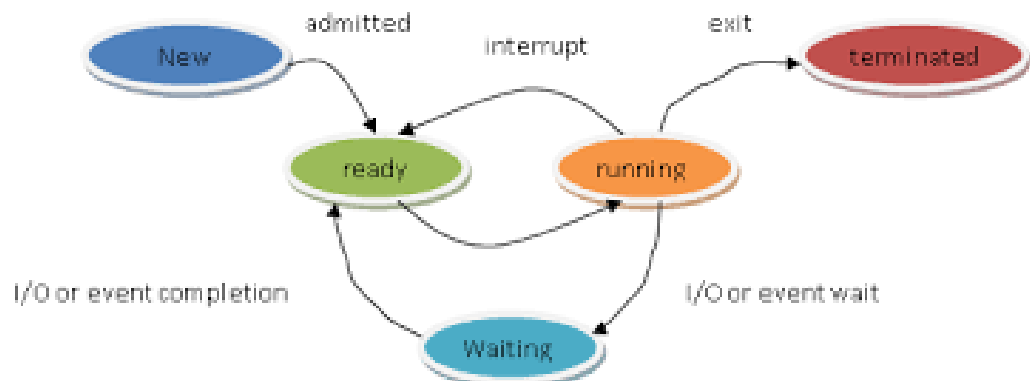 admitted
exit
interrupt
New
terminated
ready
running
I/O or event completion
I/O or event wait
Waiting